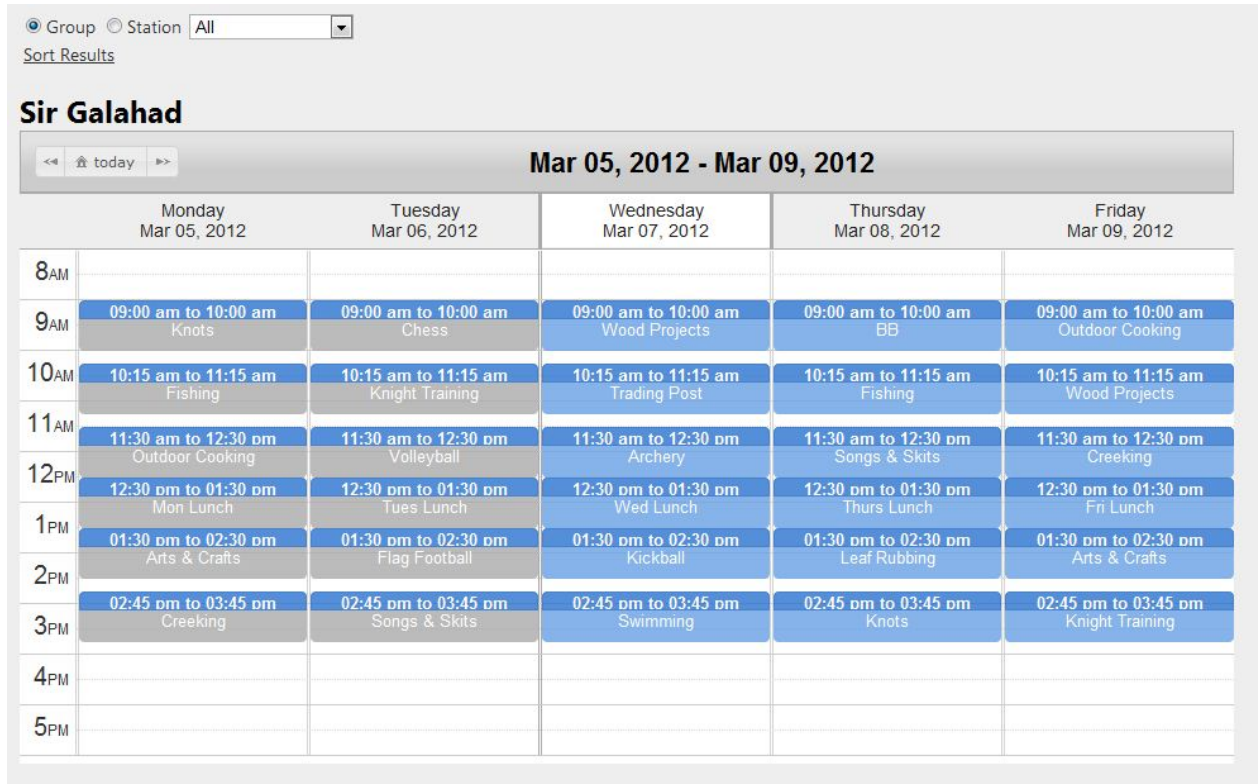 Group Station All
Sort Results
Sir Galahad
today Mar 05, 2012 - Mar 09, 2012
Monday Tuesday Wednesday Thursday Friday
Mar 05, 2012 Mar 06, 2012 Mar 07, 2012 Mar 08, 2012 Mar 09, 2012
8AM
09:00 am to 10:00 am 09:00 am to 10:00 am 09:00 am to 10:00 am 09:00 am to 10:00 am 09:00 am to 10:00 am
9AM Knots Chess Wood Projects BB Outdoor Cooking
10AM 10:15 am to 11:15 am 10:15 am to 11:15 am 10:15 am to 11:15 am 10:15 am to 11:15 am 10:15 am to 11:15 am
Fishing Knight Training Trading Post Fishing Wood Projects
11AM 11:30 am to 12:30 pm 11:30 am to 12:30 pm 11:30 am to 12:30 pm 11:30 am to 12:30 pm 11:30 am to 12:30 pm
Outdoor Cooking Volleyball Archery Songs & Skits Creeking
12PM 12:30 pm to 01:30 pm 12:30 pm to 01:30 pm 12:30 pm to 01:30 pm 12:30 pm to 01:30 pm 12:30 pm to 01:30 pm
Mon Lunch Tues Lunch Wed Lunch Thurs Lunch Fri Lunch
1PM 01:30 pm to 02:30 pm 01:30 pm to 02:30 pm 01:30 pm to 02:30 pm 01:30 pm to 02:30 pm 01:30 pm to 02:30 pm
Arts & Crafts Flag Football Kickball Leaf Rubbing Arts & Crafts
2PM
02:45 pm to 03:45 pm 02:45 pm to 03:45 pm 02:45 pm to 03:45 pm 02:45 pm to 03:45 pm 02:45 pm to 03:45 pm
3PM Creeking Songs & Skits Swimming Knots Knight Training
4PM
5PM